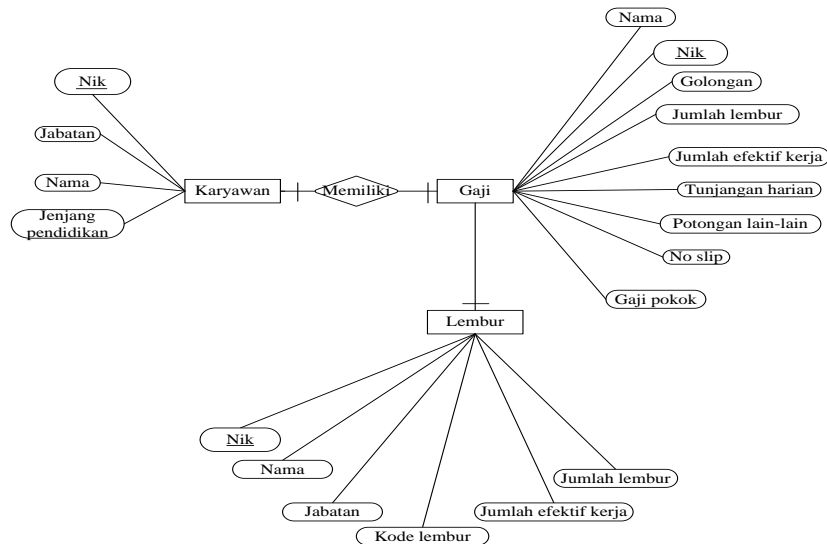 Nama
Nik
Nik
Golongan
Jumlah lembur
Jabatan
Jumlah efektif kerja
Nama
Karyawan
Memiliki
Gaji
Tunjangan harian
Jenjang
pendidikan
Potongan lain-lain
No slip
Gaji pokok
Lembur
Nik
Nama
Jumlah lembur
Jabatan
Jumlah efektif kerja
Kode lembur